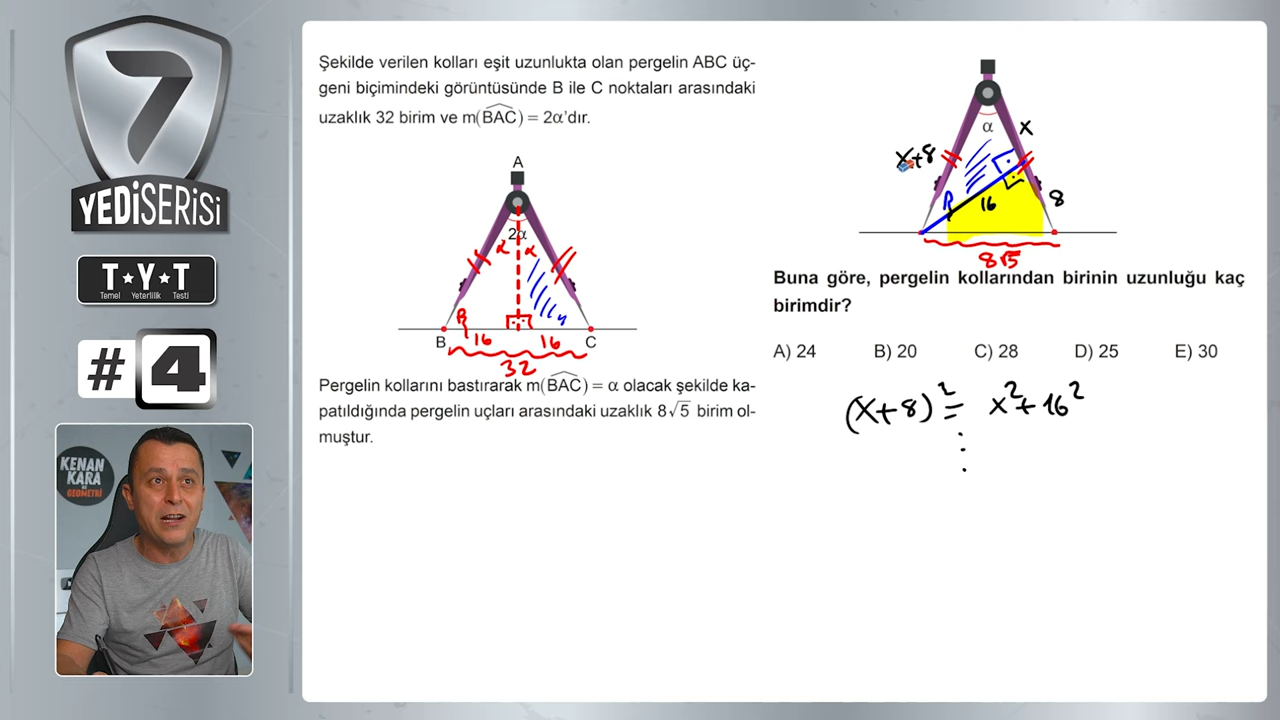 7
YEDiSERiSi
T★Y★T
Temel Yeterlilik Testi
#4
KENAN
KARA
ile
GEOMETRİ
Şekilde verilen kolları eşit uzunlukta olan pergelin ABC üç-
geni biçimindeki görüntüsünde B ile C noktaları arasındaki
uzaklık 32 birim ve m(BAC) = 2α'dır.
A
2α
α α
B 16 16 C
32
Pergelin kollarını bastırarak m(BAC) = α olacak şekilde ka-
patıldığında pergelin uçları arasındaki uzaklık 8√5 birim ol-
muştur.
α x
x+8
16 8
8√5
Buna göre, pergelin kollarından birinin uzunluğu kaç
birimdir?
A) 24 B) 20 C) 28 D) 25 E) 30
(x+8)² = x²+16²